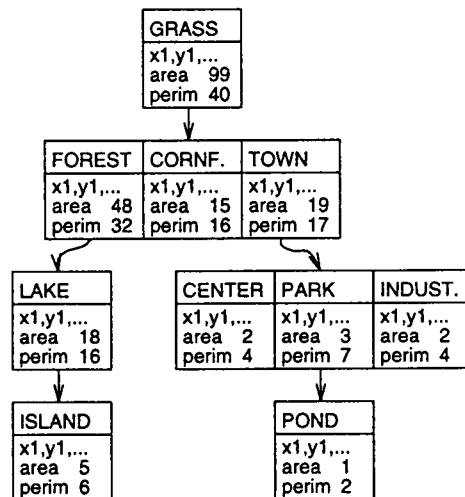 GRASS
x1,y1,...
area 99
perim 40
FOREST CORNF. TOWN
x1,y1,... x1,y1,... x1,y1,...
area 48 area 15 area 19
perim 32 perim 16 perim 17
LAKE
x1,y1,...
area 18
perim 16
CENTER PARK INDUST.
x1,y1,... x1,y1,... x1,y1,...
area 2 area 3 area 2
perim 4 perim 7 perim 4
ISLAND
x1,y1,...
area 5
perim 6
POND
x1,y1,...
area 1
perim 2